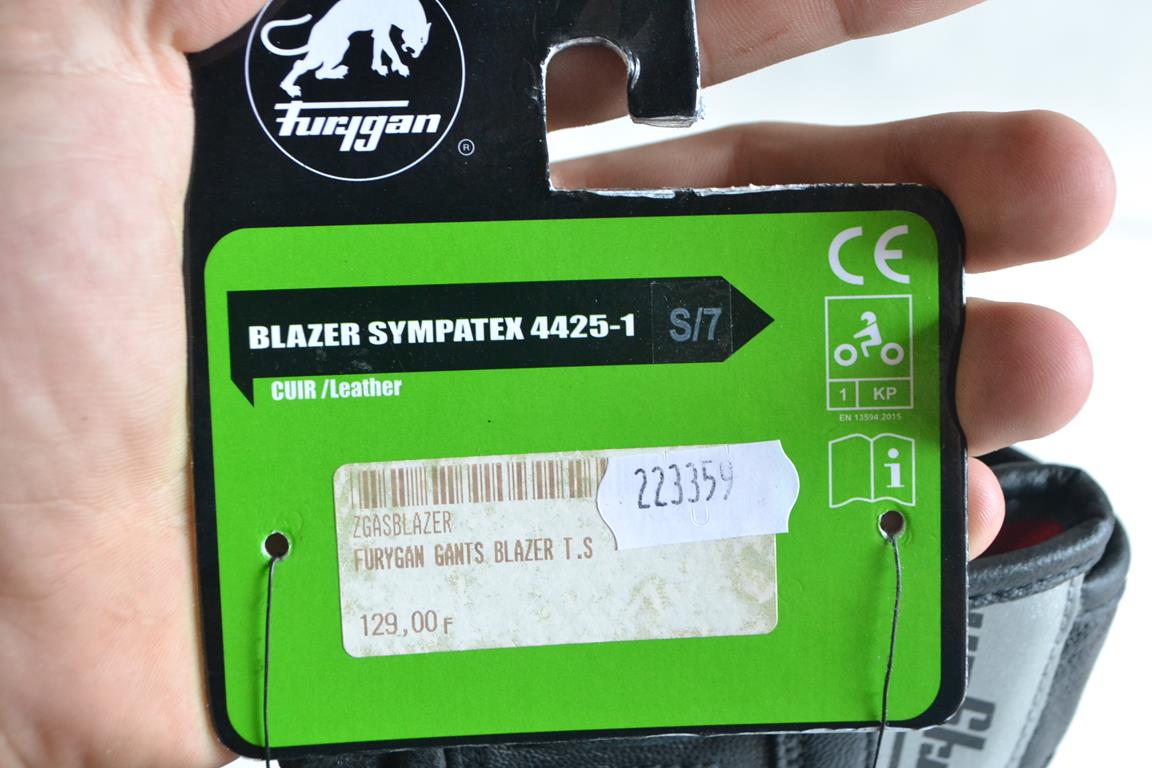 furygan
®
CE
BLAZER SYMPATEX 4425-1 S/7
CUIR /Leather
1 KP
EN 13594:2015
i
223359
ZGASBLAZER
FURYGAN GANTS BLAZER T.S
129,00 F